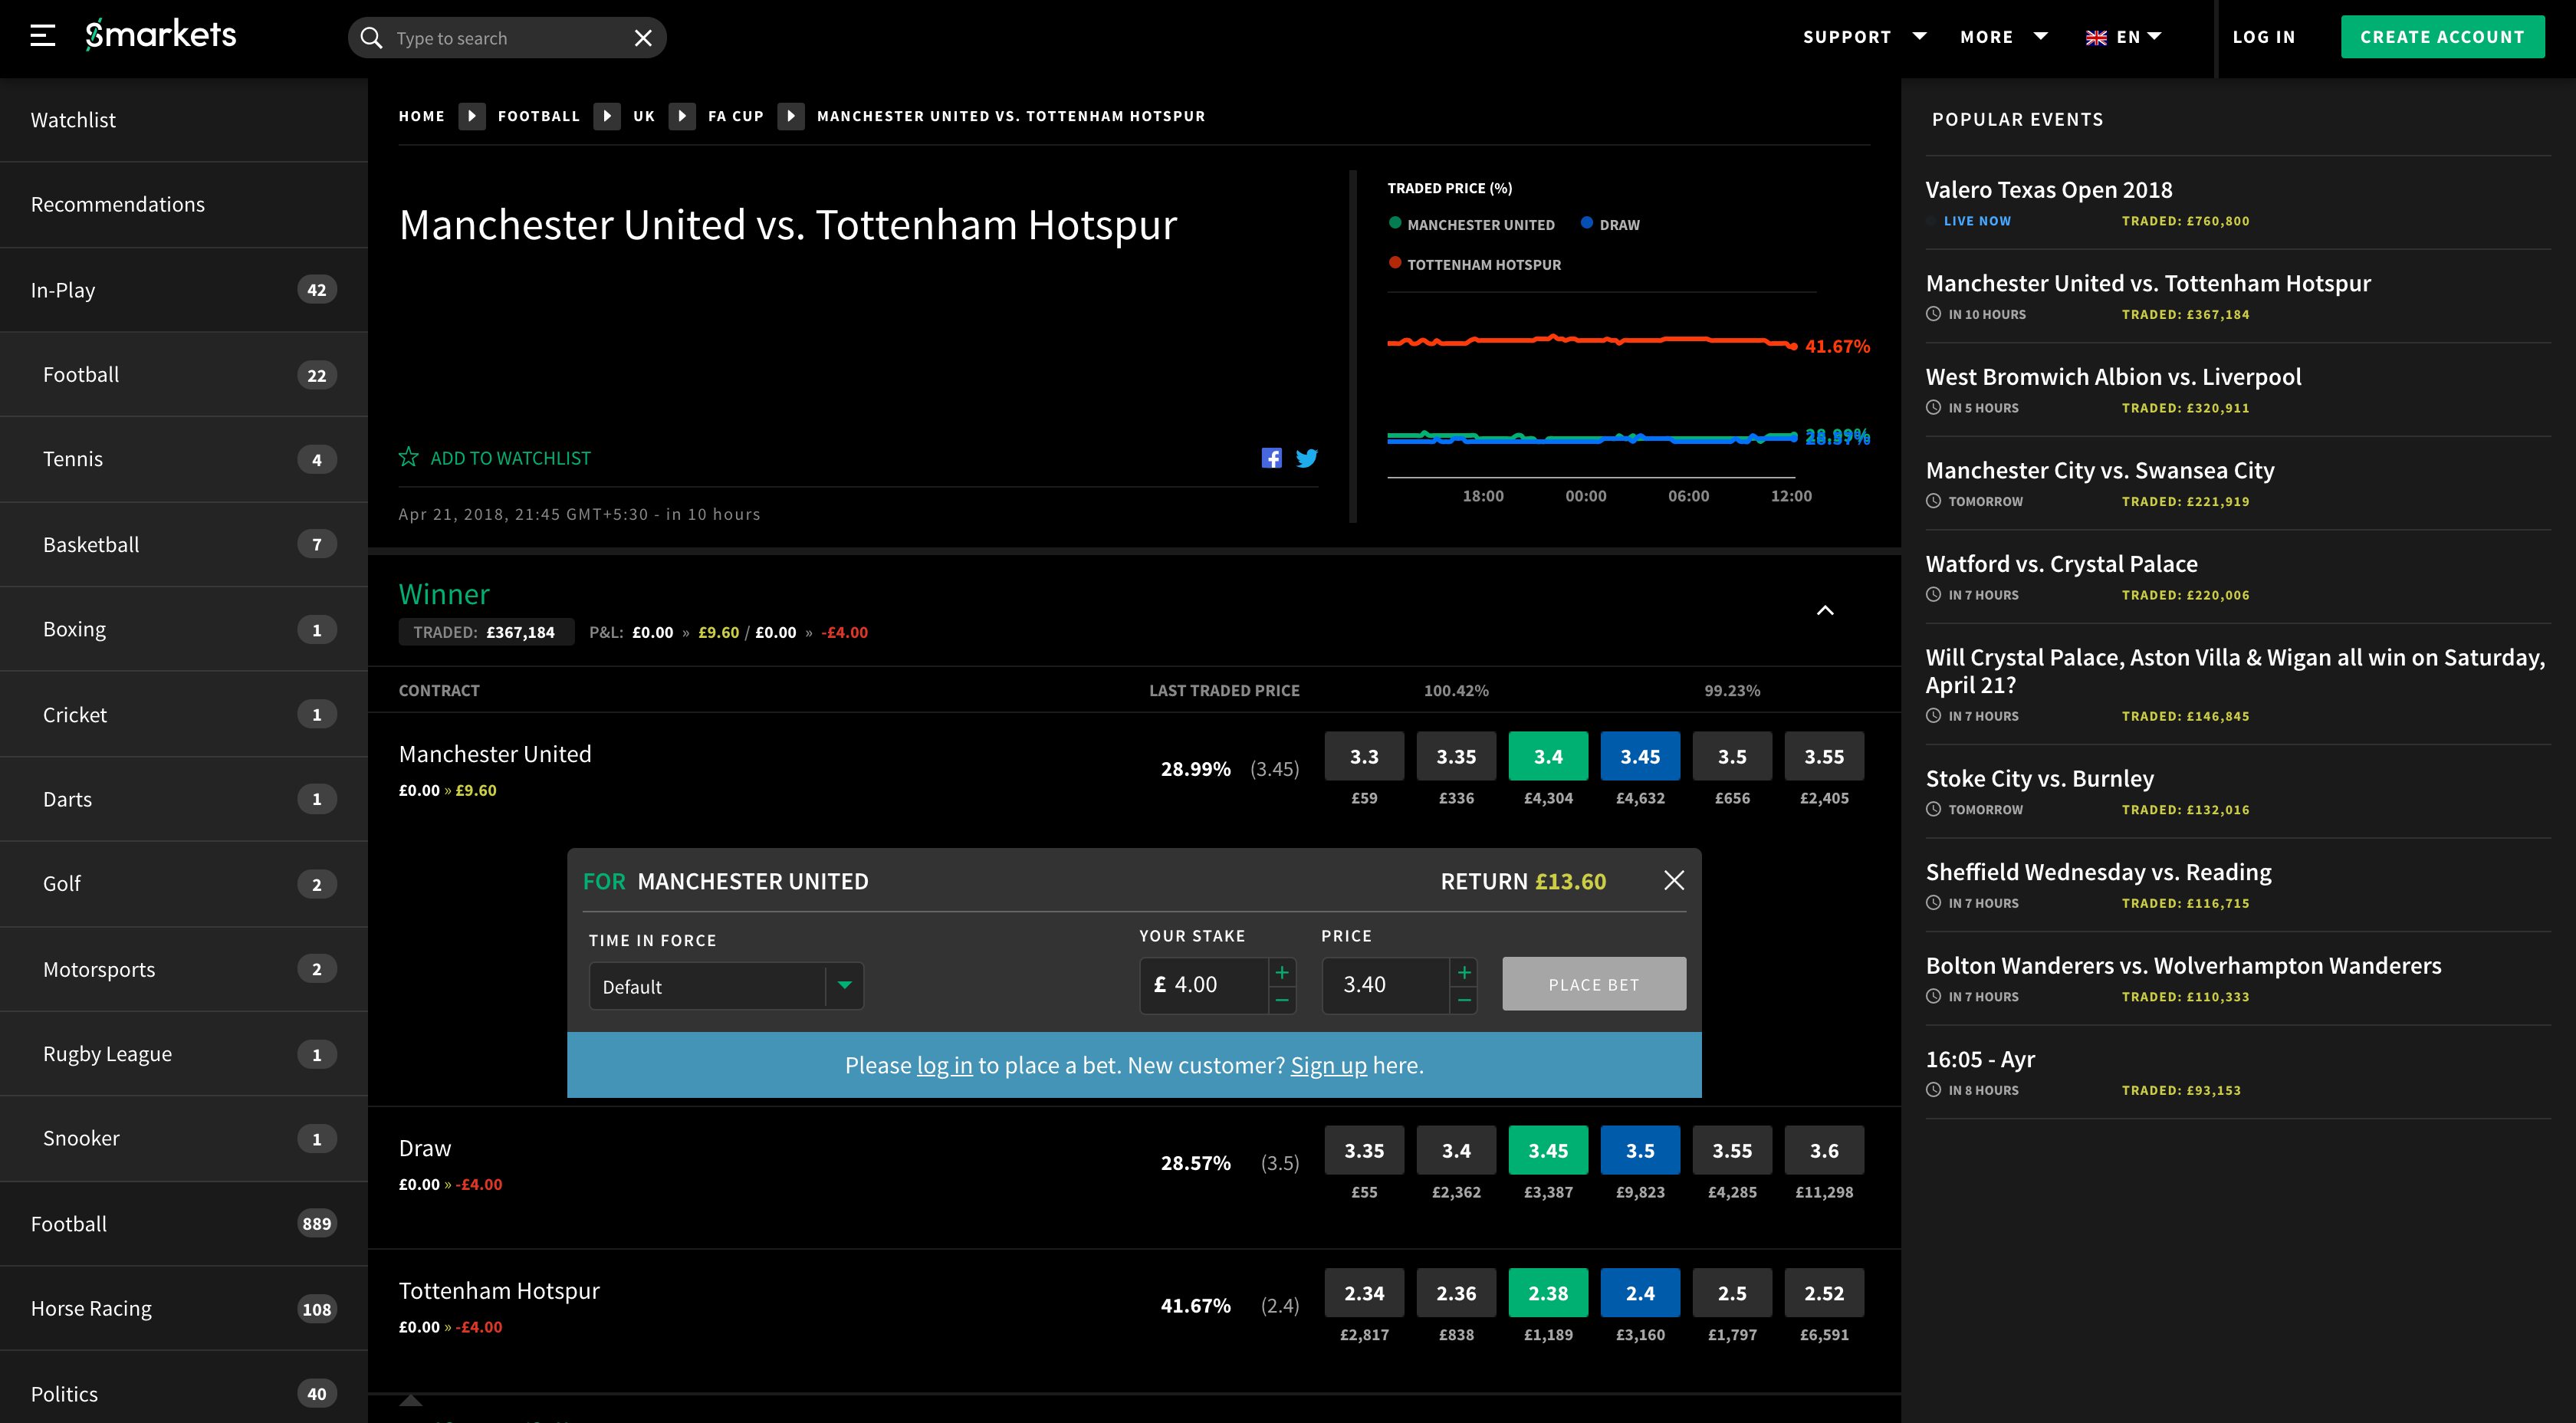 smarkets
Type to search
SUPPORT
MORE
EN
LOG IN
CREATE ACCOUNT
Watchlist
Recommendations
In-Play 42
Football 22
Tennis 4
Basketball 7
Boxing 1
Cricket 1
Darts 1
Golf 2
Motorsports 2
Rugby League 1
Snooker 1
Football 889
Horse Racing 108
Politics 40
HOME FOOTBALL UK FA CUP MANCHESTER UNITED VS. TOTTENHAM HOTSPUR
Manchester United vs. Tottenham Hotspur
ADD TO WATCHLIST
Apr 21, 2018, 21:45 GMT+5:30 - in 10 hours
TRADED PRICE (%)
MANCHESTER UNITED DRAW
TOTTENHAM HOTSPUR
41.67%
28.99%
28.57%
18:00 00:00 06:00 12:00
Winner
TRADED: £367,184 P&L: £0.00 » £9.60 / £0.00 » -£4.00
CONTRACT LAST TRADED PRICE 100.42% 99.23%
Manchester United
£0.00 » £9.60
28.99% (3.45)
3.3 3.35 3.4 3.45 3.5 3.55
£59 £336 £4,304 £4,632 £656 £2,405
FOR MANCHESTER UNITED RETURN £13.60
TIME IN FORCE YOUR STAKE PRICE
Default £ 4.00 + − 3.40 + − PLACE BET
Please log in to place a bet. New customer? Sign up here.
Draw
£0.00 » -£4.00
28.57% (3.5)
3.35 3.4 3.45 3.5 3.55 3.6
£55 £2,362 £3,387 £9,823 £4,285 £11,298
Tottenham Hotspur
£0.00 » -£4.00
41.67% (2.4)
2.34 2.36 2.38 2.4 2.5 2.52
£2,817 £838 £1,189 £3,160 £1,797 £6,591
POPULAR EVENTS
Valero Texas Open 2018
LIVE NOW TRADED: £760,800
Manchester United vs. Tottenham Hotspur
IN 10 HOURS TRADED: £367,184
West Bromwich Albion vs. Liverpool
IN 5 HOURS TRADED: £320,911
Manchester City vs. Swansea City
TOMORROW TRADED: £221,919
Watford vs. Crystal Palace
IN 7 HOURS TRADED: £220,006
Will Crystal Palace, Aston Villa & Wigan all win on Saturday,
April 21?
IN 7 HOURS TRADED: £146,845
Stoke City vs. Burnley
TOMORROW TRADED: £132,016
Sheffield Wednesday vs. Reading
IN 7 HOURS TRADED: £116,715
Bolton Wanderers vs. Wolverhampton Wanderers
IN 7 HOURS TRADED: £110,333
16:05 - Ayr
IN 8 HOURS TRADED: £93,153